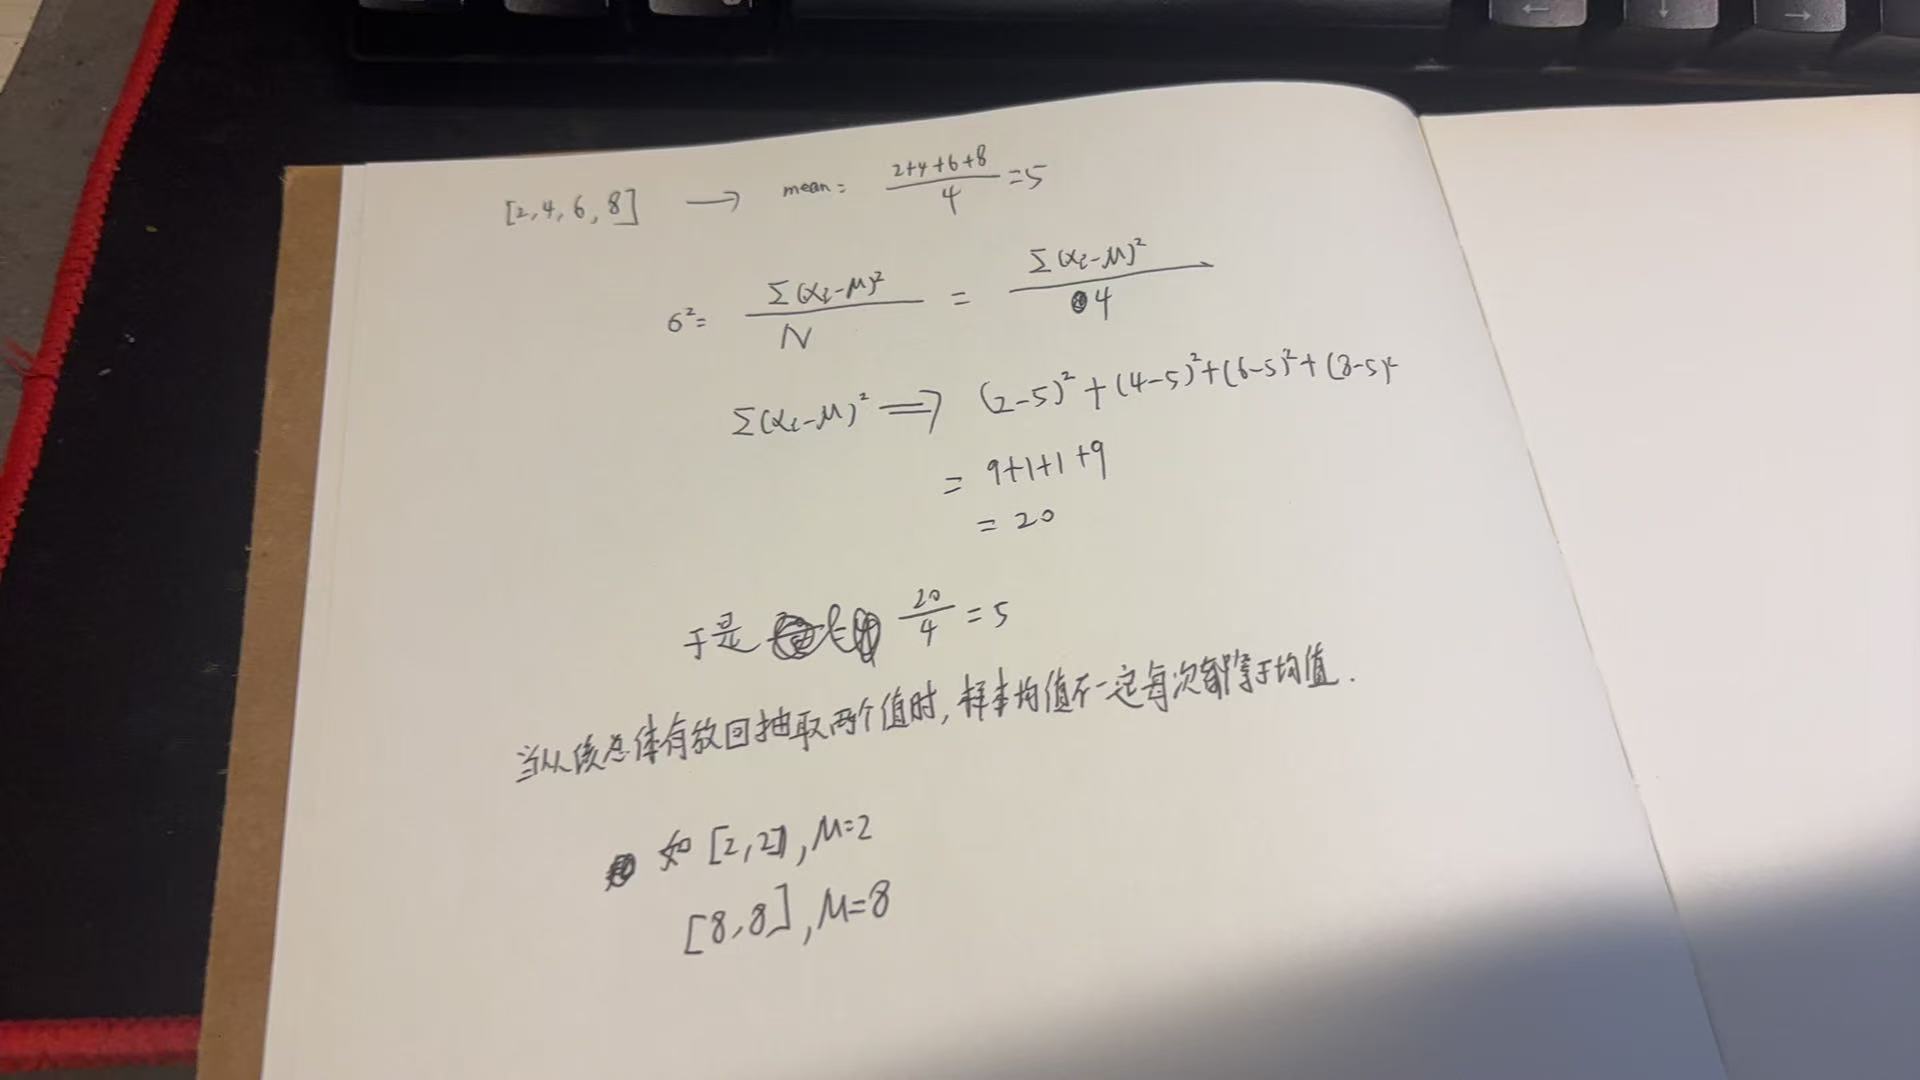 [2,4,6,8] → mean = (2+4+6+8)/4 = 5
б² = Σ(xᵢ-μ)²/N = Σ(xᵢ-μ)²/4
Σ(xᵢ-μ)² ⟹ (2-5)²+(4-5)²+(6-5)²+(8-5)²
= 9+1+1+9
= 20
于是 20/4 = 5
当从该总体有放回抽取两个值时,样本均值不一定每次都等于均值.
如 [2,2], μ=2
[8,8], μ=8